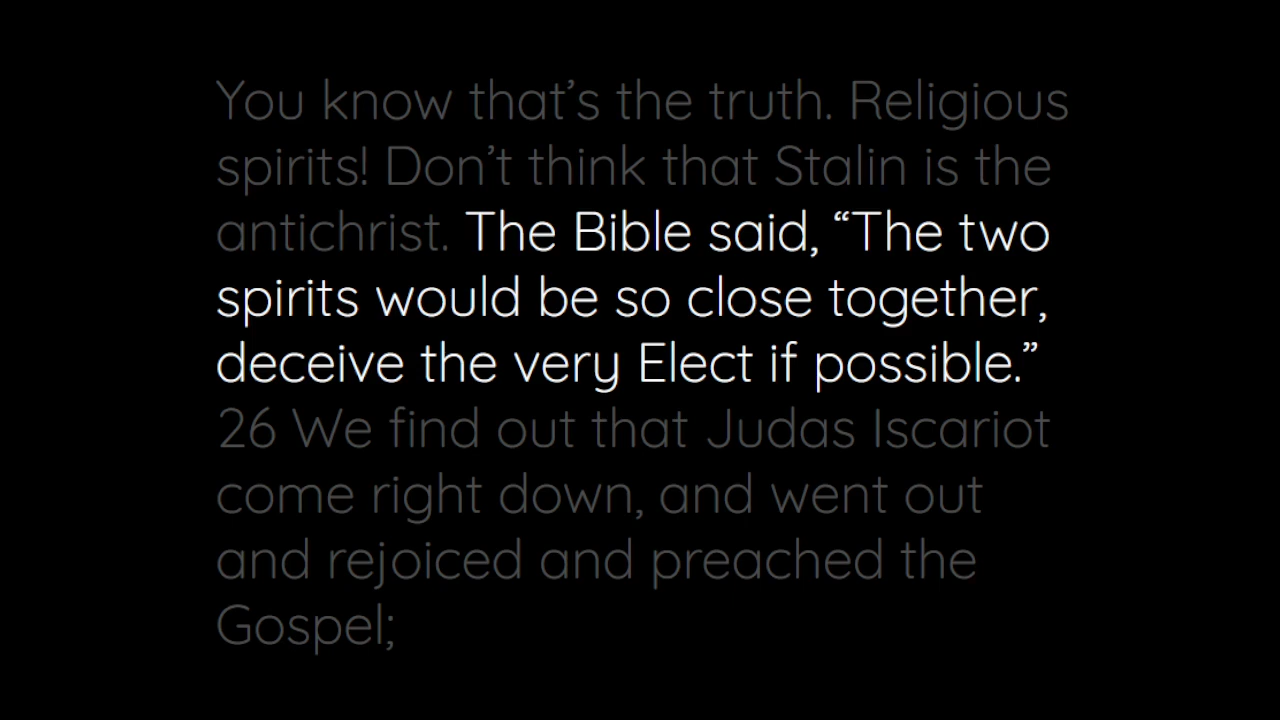 You know that’s the truth. Religious
spirits! Don’t think that Stalin is the
antichrist. The Bible said, “The two
spirits would be so close together,
deceive the very Elect if possible.”
26 We find out that Judas Iscariot
come right down, and went out
and rejoiced and preached the
Gospel;